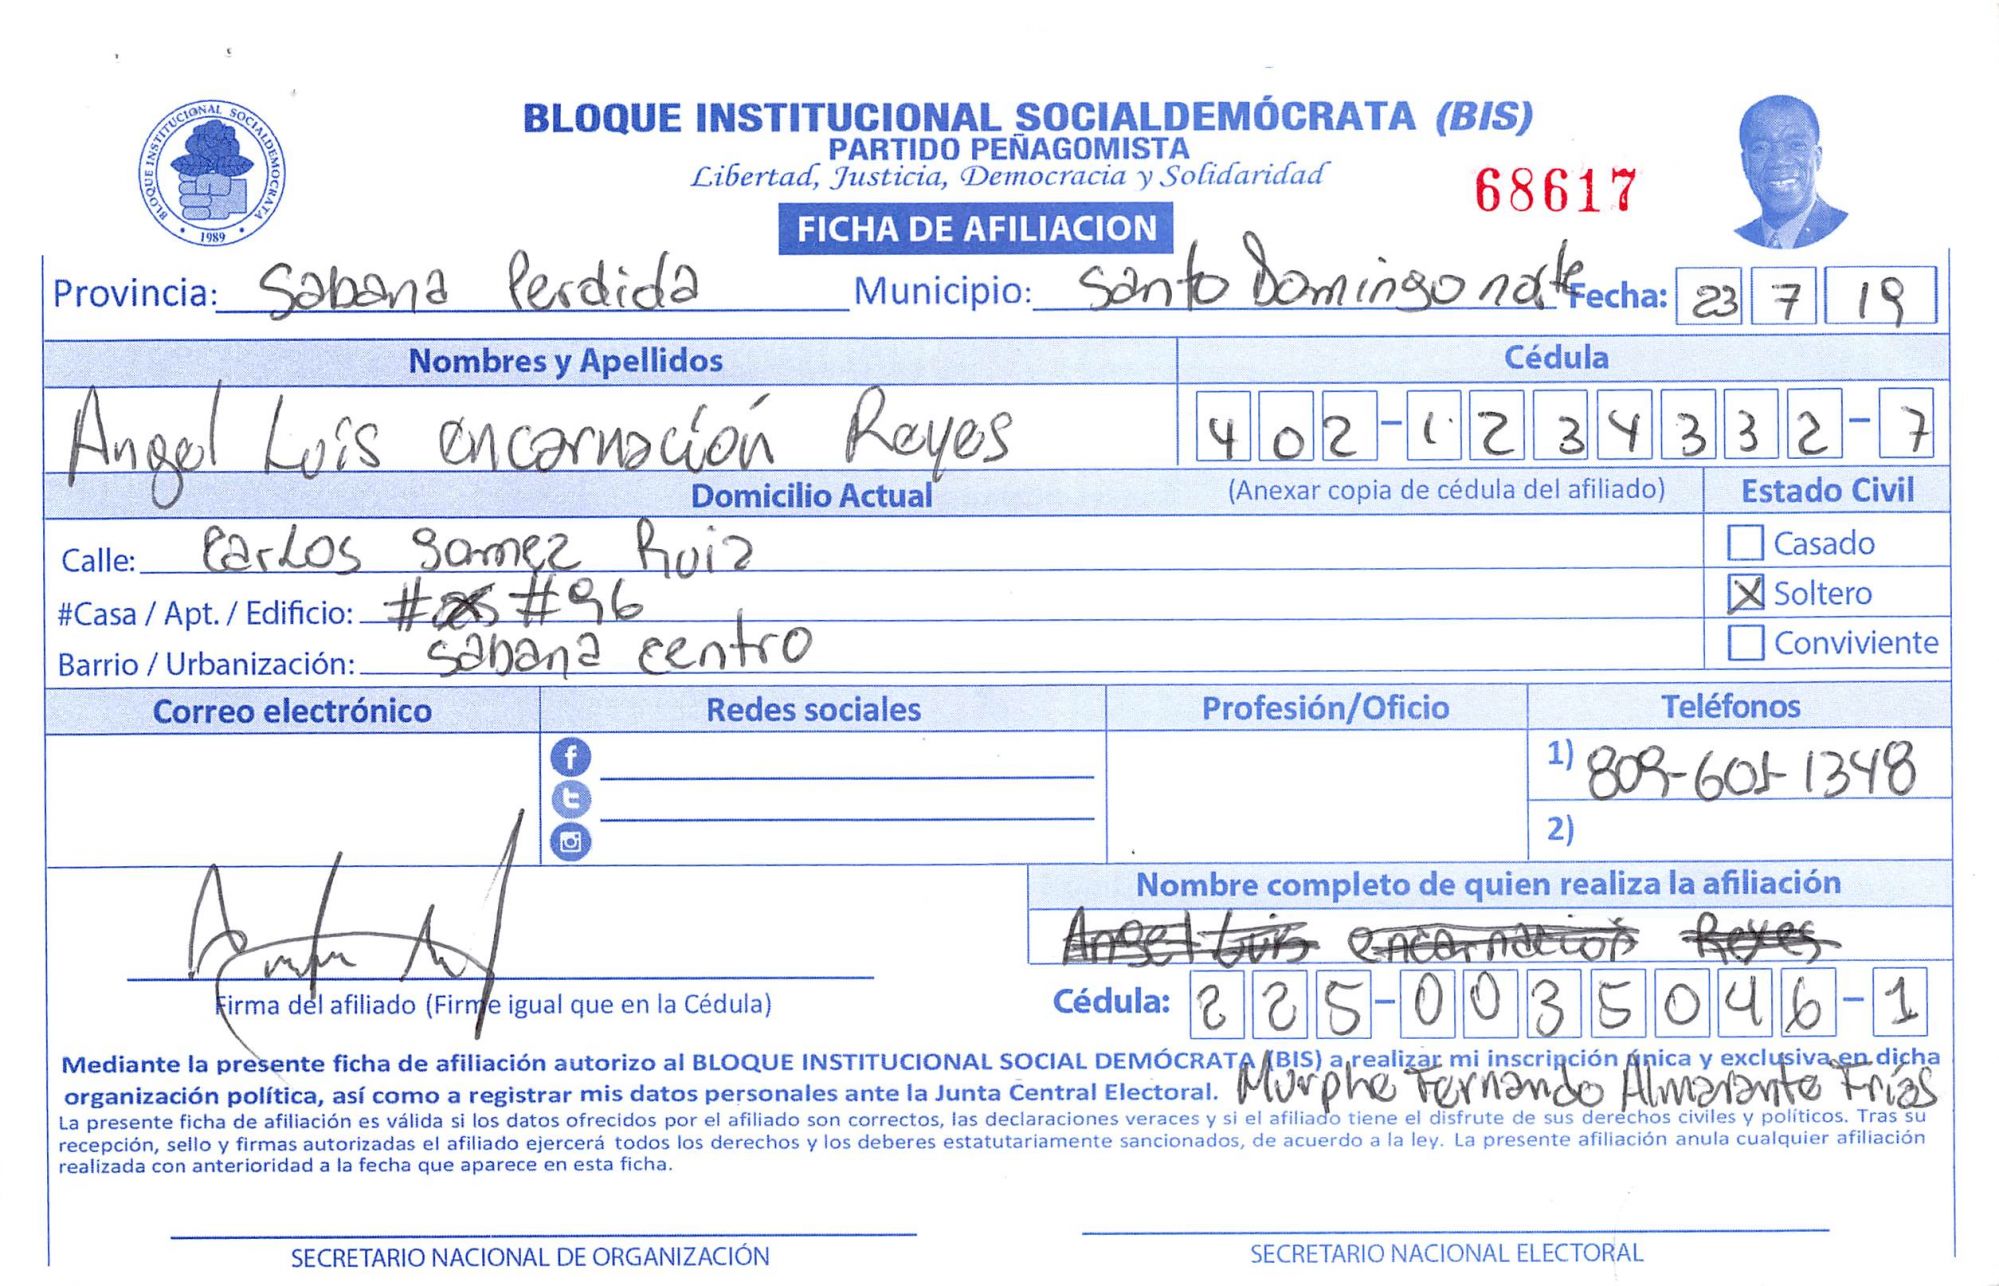 BLOQUE INSTITUCIONAL SOCIALDEMÓCRATA (BIS)
PARTIDO PEÑAGOMISTA
Libertad, Justicia, Democracia y Solidaridad
68617
BLOQUE INSTITUCIONAL SOCIALDEMOCRATA
1989
FICHA DE AFILIACION
Provincia: Sabana Perdida Municipio: Santo Domingo norte Fecha: 23 7 19
Nombres y Apellidos Cédula
Angel Luis encarnación Reyes 402-1234332-7
Domicilio Actual (Anexar copia de cédula del afiliado) Estado Civil
Calle: Carlos gomez Ruiz Casado
#Casa / Apt. / Edificio: # #96 X Soltero
Barrio / Urbanización: sabana centro Conviviente
Correo electrónico Redes sociales Profesión/Oficio Teléfonos
1) 809-601-1348
2)
Nombre completo de quien realiza la afiliación
Angel Luis encarnación Reyes
Cédula: 225-0035046-1
Firma del afiliado (Firme igual que en la Cédula)
Mediante la presente ficha de afiliación autorizo al BLOQUE INSTITUCIONAL SOCIAL DEMÓCRATA (BIS) a realizar mi inscripción única y exclusiva en dicha
organización política, así como a registrar mis datos personales ante la Junta Central Electoral. Murphe Fernando Almarante Frías
La presente ficha de afiliación es válida si los datos ofrecidos por el afiliado son correctos, las declaraciones veraces y si el afiliado tiene el disfrute de sus derechos civiles y políticos. Tras su
recepción, sello y firmas autorizadas el afiliado ejercerá todos los derechos y los deberes estatutariamente sancionados, de acuerdo a la ley. La presente afiliación anula cualquier afiliación
realizada con anterioridad a la fecha que aparece en esta ficha.
SECRETARIO NACIONAL DE ORGANIZACIÓN SECRETARIO NACIONAL ELECTORAL